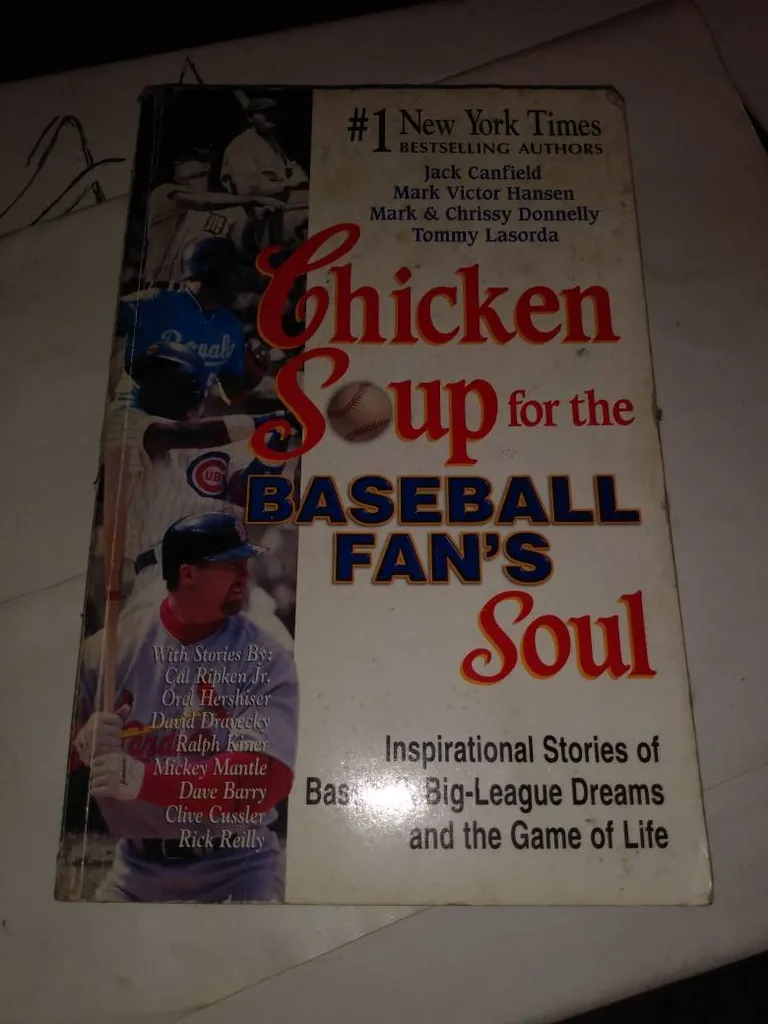 #1 New York Times
BESTSELLING AUTHORS
Jack Canfield
Mark Victor Hansen
Mark & Chrissy Donnelly
Tommy Lasorda
Chicken
Soup for the
BASEBALL
FAN'S
Soul
Royals
CUBS
With Stories By:
Cal Ripken Jr.
Orel Hershiser
David Dravecky
Ralph Kiner
Mickey Mantle
Dave Barry
Clive Cussler
Rick Reilly
Inspirational Stories of
Big-League Dreams
and the Game of Life